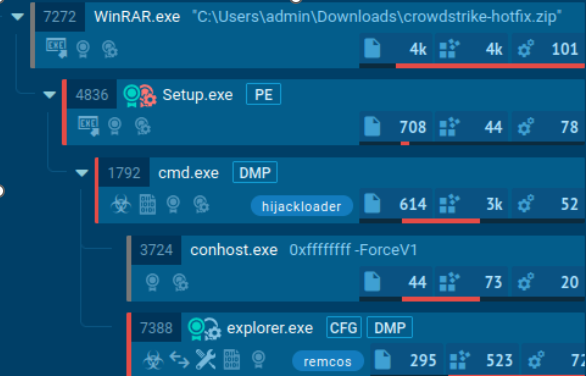 7272 WinRAR.exe "C:\Users\admin\Downloads\crowdstrike-hotfix.zip"
EXE 4k 4k 101
4836 Setup.exe PE
EXE 708 44 78
1792 cmd.exe DMP
hijackloader 614 3k 52
3724 conhost.exe 0xffffffff -ForceV1
44 73 20
7388 explorer.exe CFG DMP
remcos 295 523 72